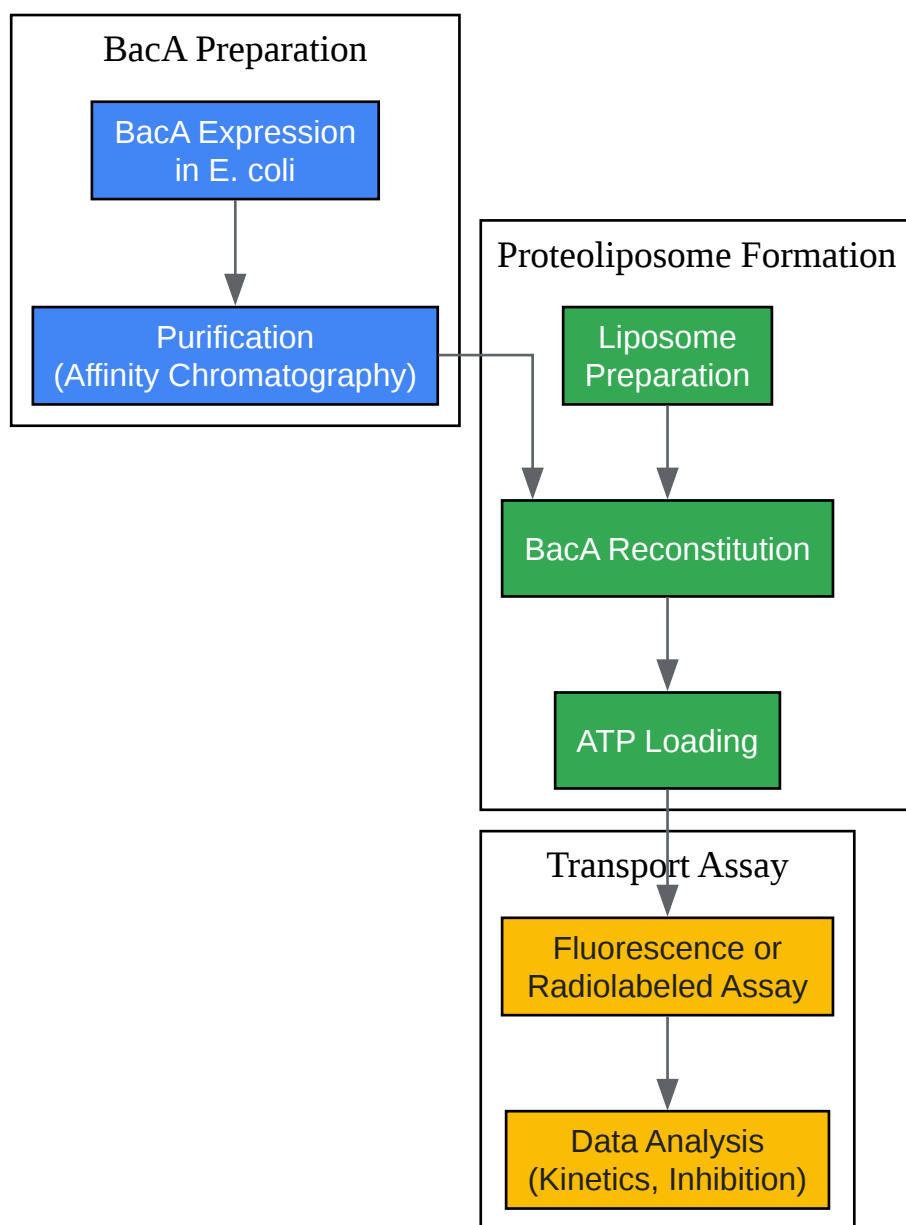 BacA Preparation
BacA Expression
in E. coli
Purification
(Affinity Chromatography)
Proteoliposome Formation
Liposome
Preparation
BacA Reconstitution
ATP Loading
Transport Assay
Fluorescence or
Radiolabeled Assay
Data Analysis
(Kinetics, Inhibition)